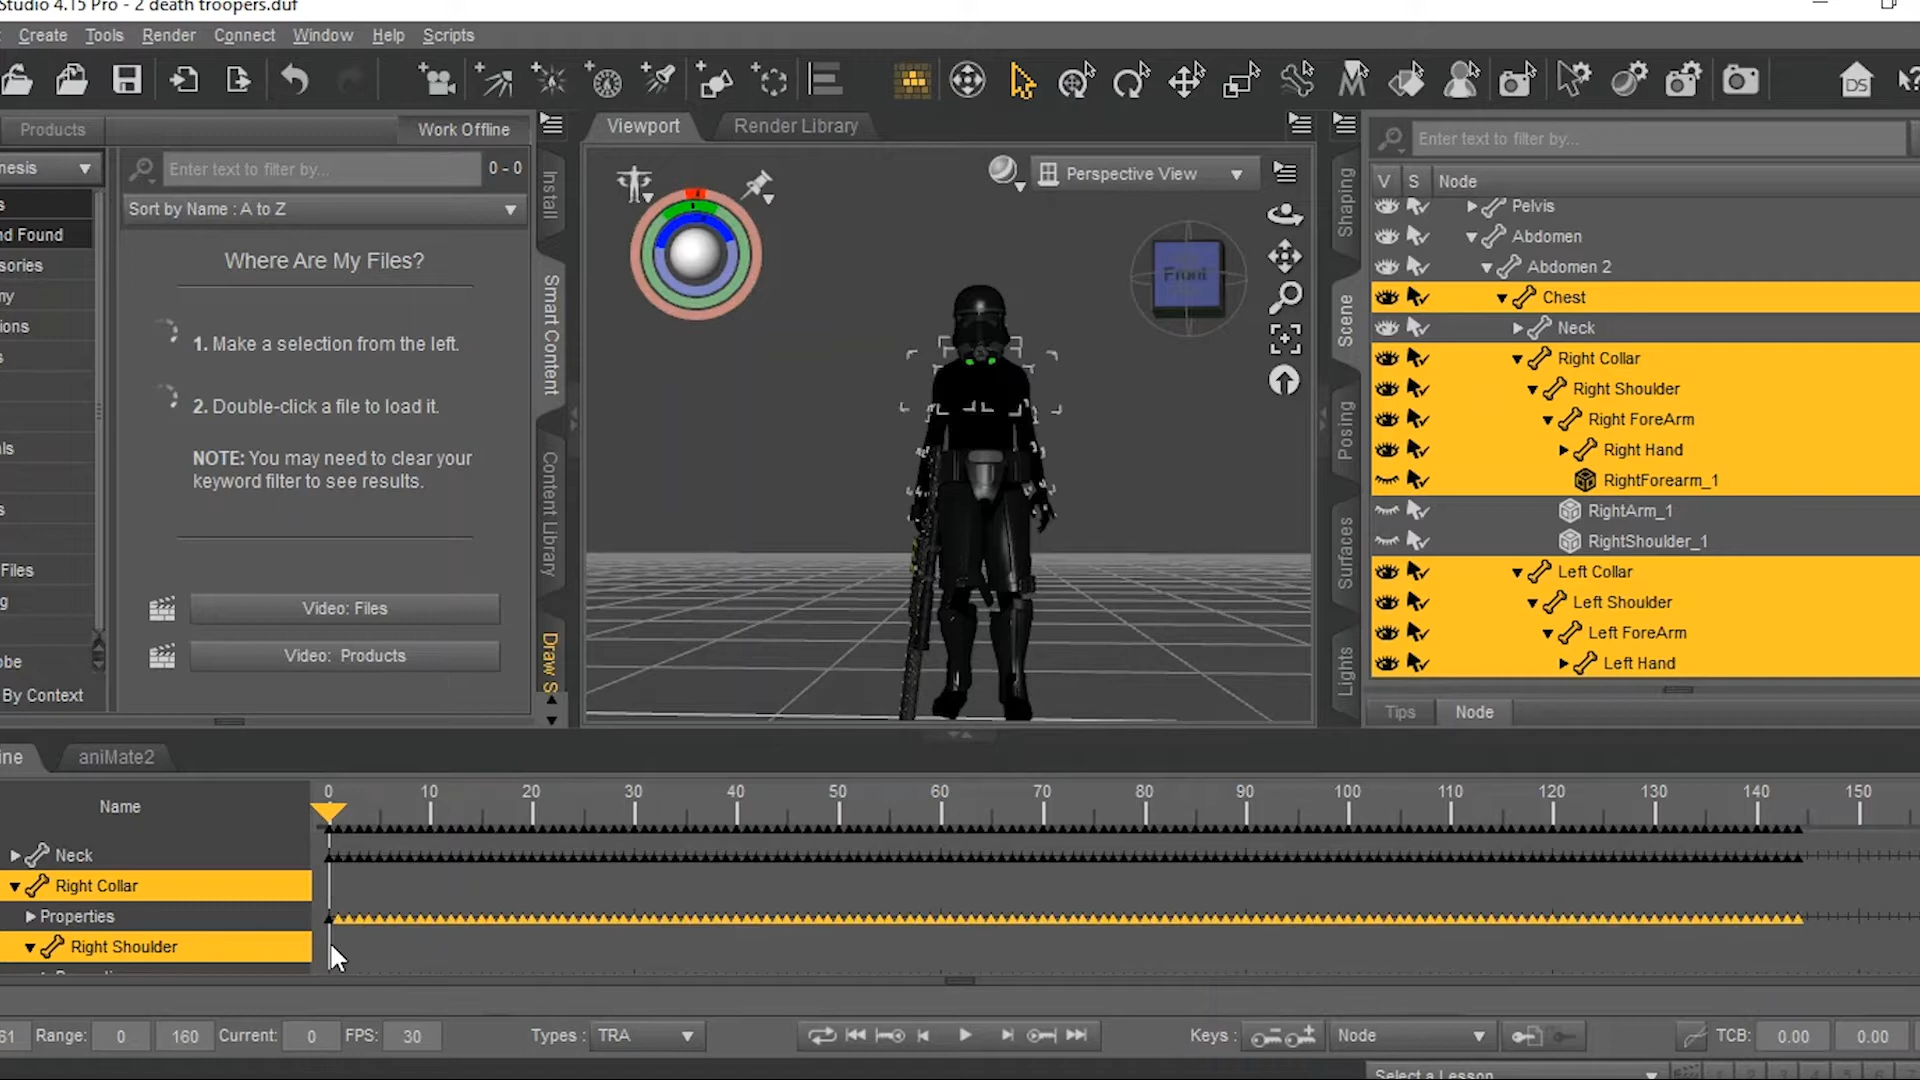 Studio 4.15 Pro - 2 death troopers.duf
Create Tools Render Connect Window Help Scripts
DS
Products
Work Offline
Viewport
Render Library
Enter text to filter by...
nesis
Enter text to filter by...
0 - 0
Sort by Name : A to Z
Perspective View
V S Node
s
nd Found
sories
my
ions
s
als
s
Files
g
obe
By Context
Where Are My Files?
1. Make a selection from the left.
2. Double-click a file to load it.
NOTE: You may need to clear your
keyword filter to see results.
Video: Files
Video: Products
Install
Smart Content
Content Library
Draw S
Front
Shaping
Scene
Posing
Surfaces
Lights
Pelvis
Abdomen
Abdomen 2
Chest
Neck
Right Collar
Right Shoulder
Right ForeArm
Right Hand
RightForearm_1
RightArm_1
RightShoulder_1
Left Collar
Left Shoulder
Left ForeArm
Left Hand
Tips
Node
ine
aniMate2
Name
0 10 20 30 40 50 60 70 80 90 100 110 120 130 140 150
Neck
Right Collar
Properties
Right Shoulder
61 Range: 0 160 Current: 0 FPS: 30 Types : TRA Keys : Node TCB: 0.00 0.00
Select a Lesson